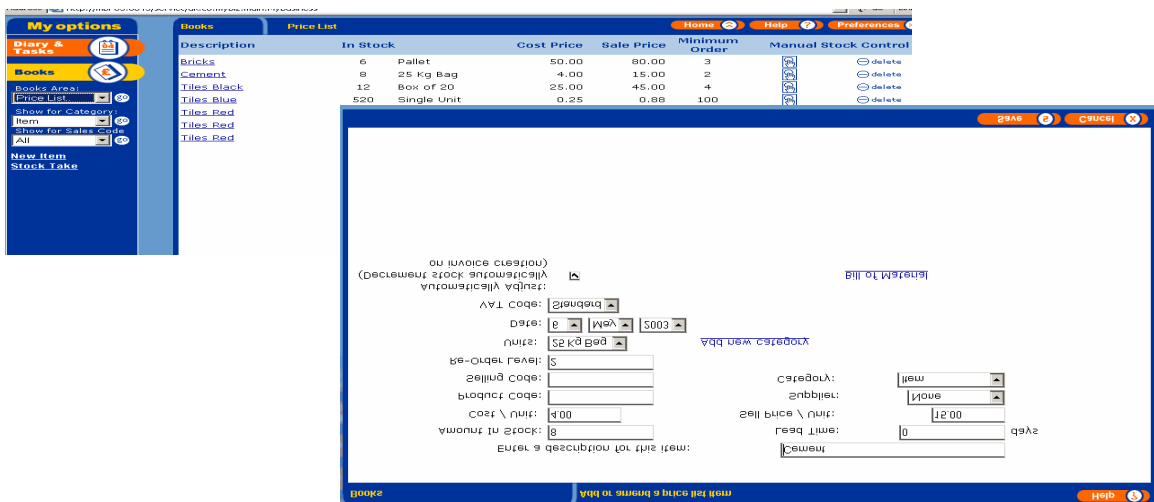 My options
Books Price List Home Help ? Preferences
Diary &
Tasks
Books
Books Area:
Price List.. go
Show for Category:
Item go
Show for Sales Code
All go
New Item
Stock Take
Description In Stock Cost Price Sale Price Minimum Order Manual Stock Control
Bricks 6 Pallet 50.00 80.00 3 delete
Cement 8 25 Kg Bag 4.00 15.00 2 delete
Tiles Black 12 Box of 20 25.00 45.00 4 delete
Tiles Blue 520 Single Unit 0.25 0.88 100 delete
Tiles Red
Tiles Red
Tiles Red
Books Add or amend a price list item Help ?
Enter a description for this item: Cement
Amount In Stock: 8 Lead Time: 0 days
Cost / Unit: 4.00 Sell Price / Unit: 15.00
Product Code: Supplier: None
Selling Code: Category: Item
Re-Order Level: 2
Units: 25 Kg Bag Add new category
Date: 6 May 2003
VAT Code: Standard
Automatically Adjust:
(Decrement stock automatically
on invoice creation) Bill of Material
Save S Cancel X